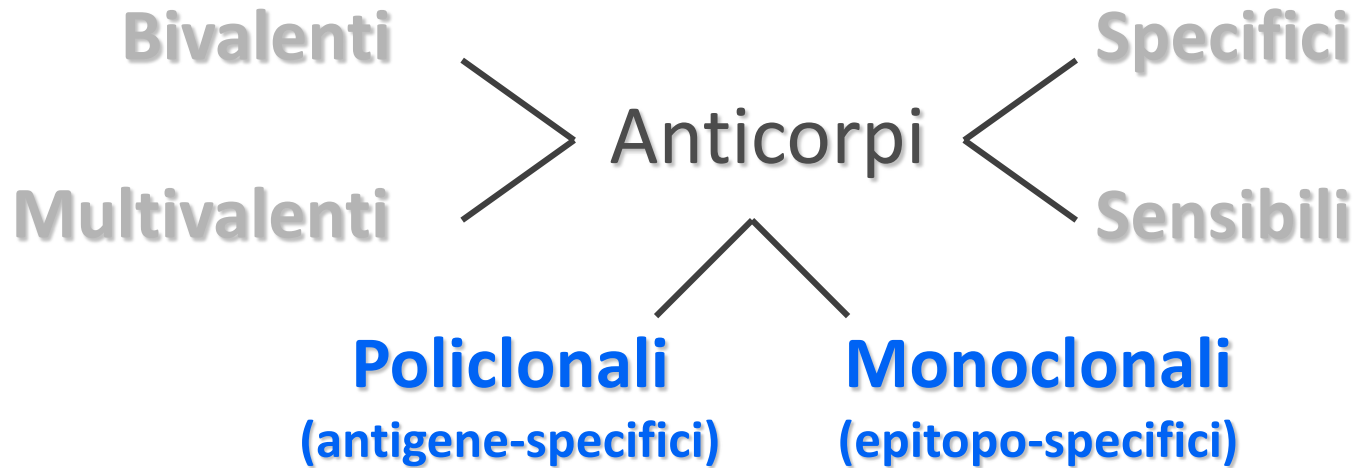 Bivalenti
Specifici
Anticorpi
Multivalenti
Sensibili
Policlonali
Monoclonali
(antigene-specifici)
(epitopo-specifici)